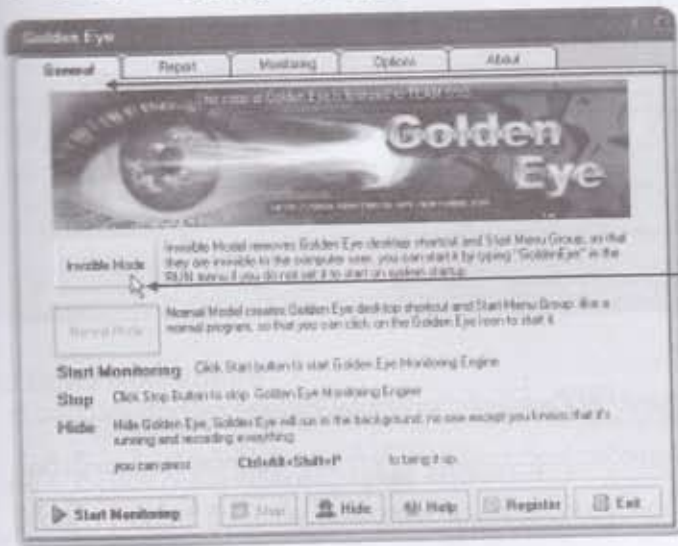 Golden Eye
General Report Monitoring Options About
Golden Eye is licensed to
Golden
Eye
Invisible Mode
Invisible Model removes Golden Eye desktop shortcut and Start Menu Group, so that
they are invisible to the computer user, you can start it by typing "GoldenEye" in the
RUN menu if you do not set it to start on system startup.
Normal Mode
Normal Model creates Golden Eye desktop shortcut and Start Menu Group like a
normal program, so that you can click on the Golden Eye Icon to start it
Start Monitoring Click Start button to start Golden Eye Monitoring Engine
Stop Click Stop Button to stop Golden Eye Monitoring Engine
Hide Hide Golden Eye, Golden Eye will run in the background, no one except you knows that it's
running and recording everything
you can press Ctrl+Alt+Shift+P to bring it up
Start Monitoring Stop Hide Help Register Exit